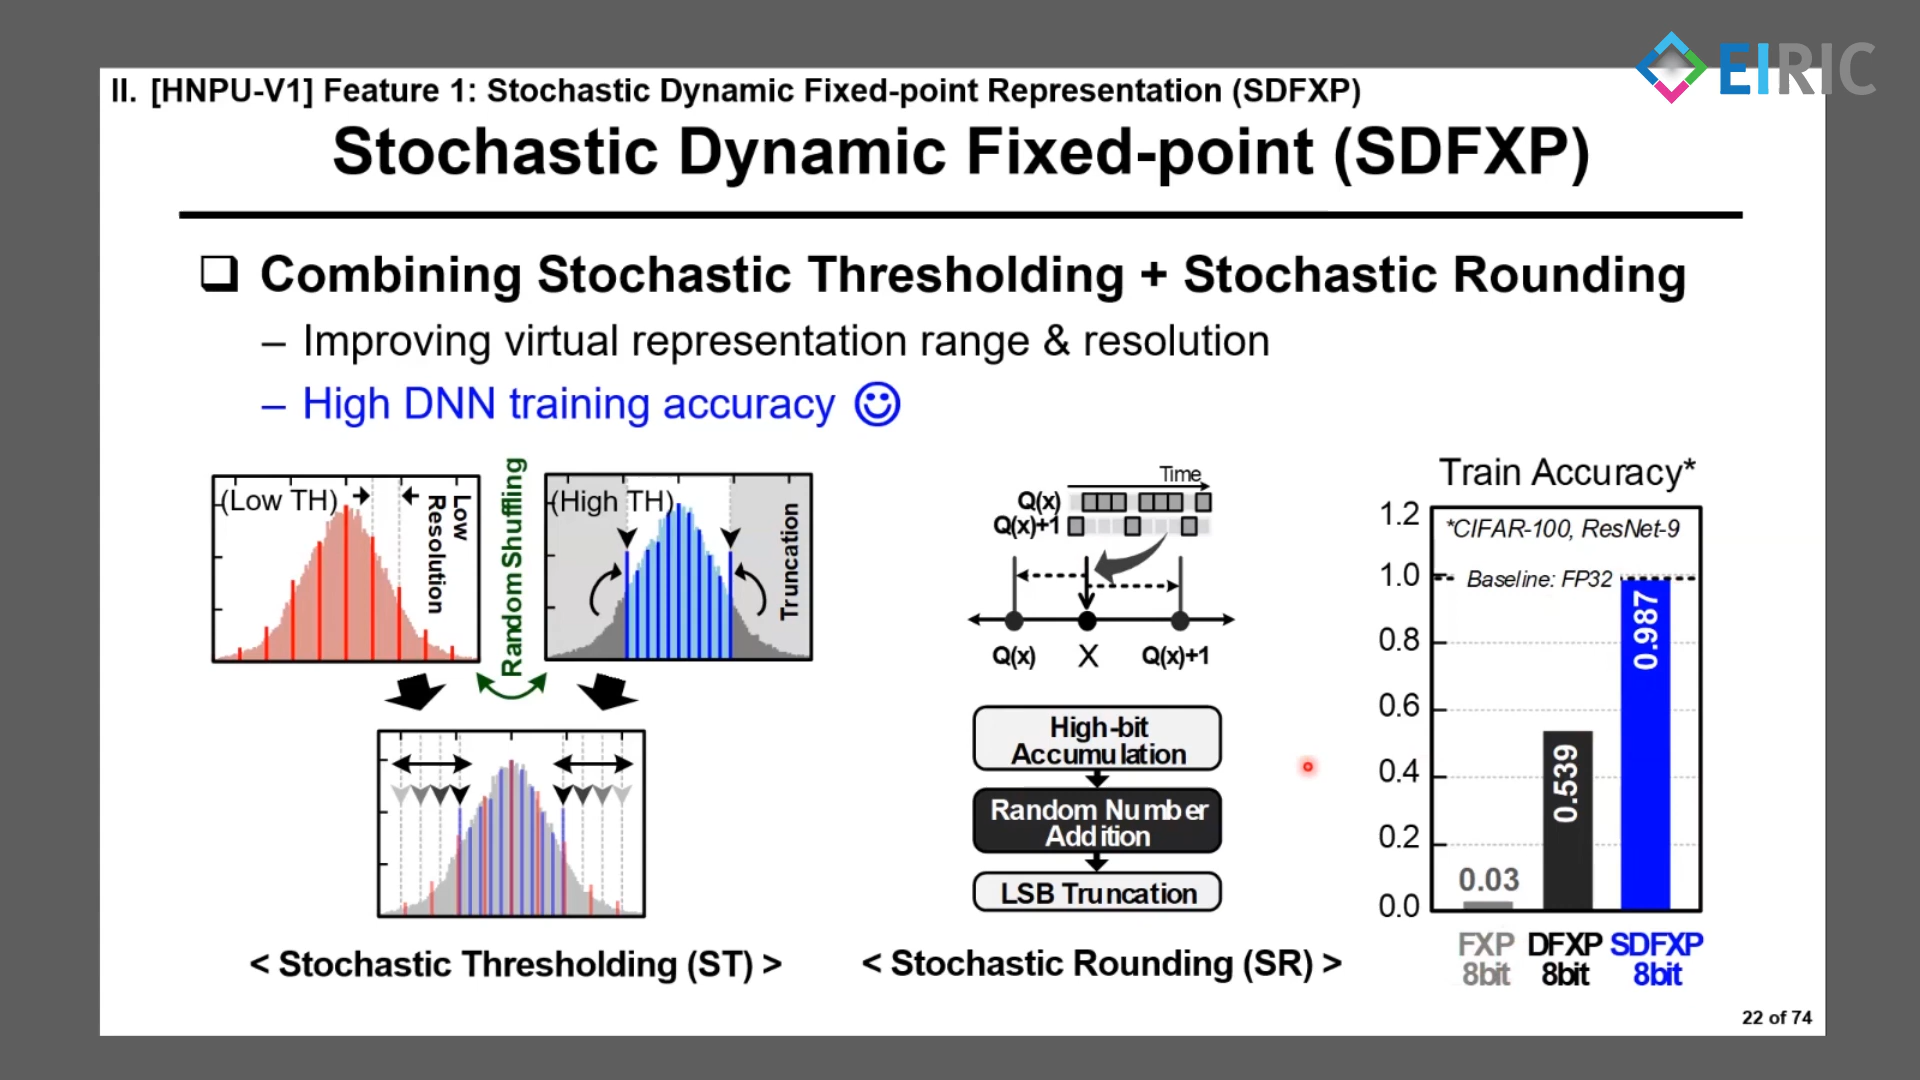 EIRIC
II. [HNPU-V1] Feature 1: Stochastic Dynamic Fixed-point Representation (SDFXP)
Stochastic Dynamic Fixed-point (SDFXP)
Combining Stochastic Thresholding + Stochastic Rounding
– Improving virtual representation range & resolution
– High DNN training accuracy ☺
(Low TH)
Low
Resolution
Random Shuffling
(High TH)
Truncation
< Stochastic Thresholding (ST) >
Time
Q(x)
Q(x)+1
Q(x) X Q(x)+1
High-bit
Accumulation
Random Number
Addition
LSB Truncation
< Stochastic Rounding (SR) >
Train Accuracy*
1.2
*CIFAR-100, ResNet-9
1.0
Baseline: FP32
0.8
0.6
0.4
0.2
0.0
0.03
0.539
0.987
FXP
8bit
DFXP
8bit
SDFXP
8bit
22 of 74